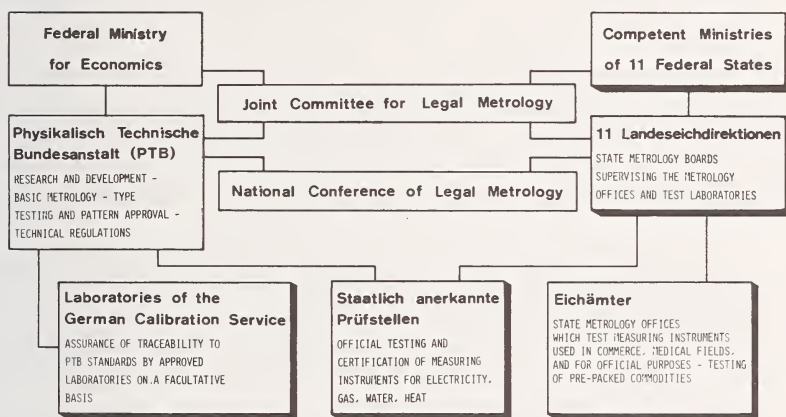 Federal Ministry
for Economics
Competent Ministries
of 11 Federal States
Joint Committee for Legal Metrology
Physikalisch Technische
Bundesanstalt (PTB)
RESEARCH AND DEVELOPMENT -
BASIC METROLOGY - TYPE
TESTING AND PATTERN APPROVAL -
TECHNICAL REGULATIONS
11 Landeseichdirektionen
STATE METROLOGY BOARDS
SUPERVISING THE METROLOGY
OFFICES AND TEST LABORATORIES
National Conference of Legal Metrology
Laboratories of the
German Calibration Service
ASSURANCE OF TRACEABILITY TO
PTB STANDARDS BY APPROVED
LABORATORIES ON.A FACULTATIVE
BASIS
Staatlich anerkannte
Prüfstellen
OFFICIAL TESTING AND
CERTIFICATION OF MEASURING
INSTRUMENTS FOR ELECTRICITY,
GAS, WATER, HEAT
Eichämter
STATE METROLOGY OFFICES
WHICH TEST MEASURING INSTRUMENTS
USED IN COMMERCE, MEDICAL FIELDS,
AND FOR OFFICIAL PURPOSES - TESTING
OF PRE-PACKED COMMODITIES